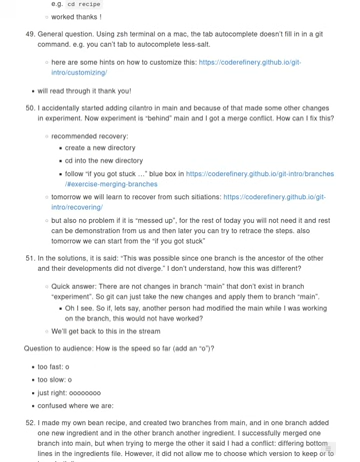 e.g. cd recipe
○ worked thanks !
49. General question. Using zsh terminal on a mac, the tab autocomplete doesn't fill in in a git
command. e.g. you can't tab to autocomplete less-salt.
○ here are some hints on how to customize this: https://coderefinery.github.io/git-
intro/customizing/
• will read through it thank you!
50. I accidentally started adding cilantro in main and because of that made some other changes
in experiment. Now experiment is "behind" main and I got a merge conflict. How can I fix this?
○ recommended recovery:
▪ create a new directory
▪ cd into the new directory
▪ follow "if you got stuck …" blue box in https://coderefinery.github.io/git-intro/branches
/#exercise-merging-branches
○ tomorrow we will learn to recover from such sitiations: https://coderefinery.github.io/git-
intro/recovering/
○ but also no problem if it is "messed up", for the rest of today you will not need it and rest
can be demonstration from us and then later you can try to retrace the steps. also
tomorrow we can start from the "if you got stuck"
51. In the solutions, it is said: "This was possible since one branch is the ancestor of the other
and their developments did not diverge." I don't understand, how this was different?
○ Quick answer: There are not changes in branch "main" that don't exist in branch
"experiment". So git can just take the new changes and apply them to branch "main".
▪ Oh I see. So if, lets say, another person had modified the main while I was working
on the branch, this would not have worked?
○ We'll get back to this in the stream
Question to audience: How is the speed so far (add an "o")?
• too fast: o
• too slow: o
• just right: oooooooo
• confused where we are:
52. I made my own bean recipe, and created two branches from main, and in one branch added
one new ingredient and in the other branch another ingredient. I successfully merged one
branch into main, but when trying to merge the other it said I had a conflict: differing bottom
lines in the ingredients file. However, it did not allow me to choose which version to keep or to